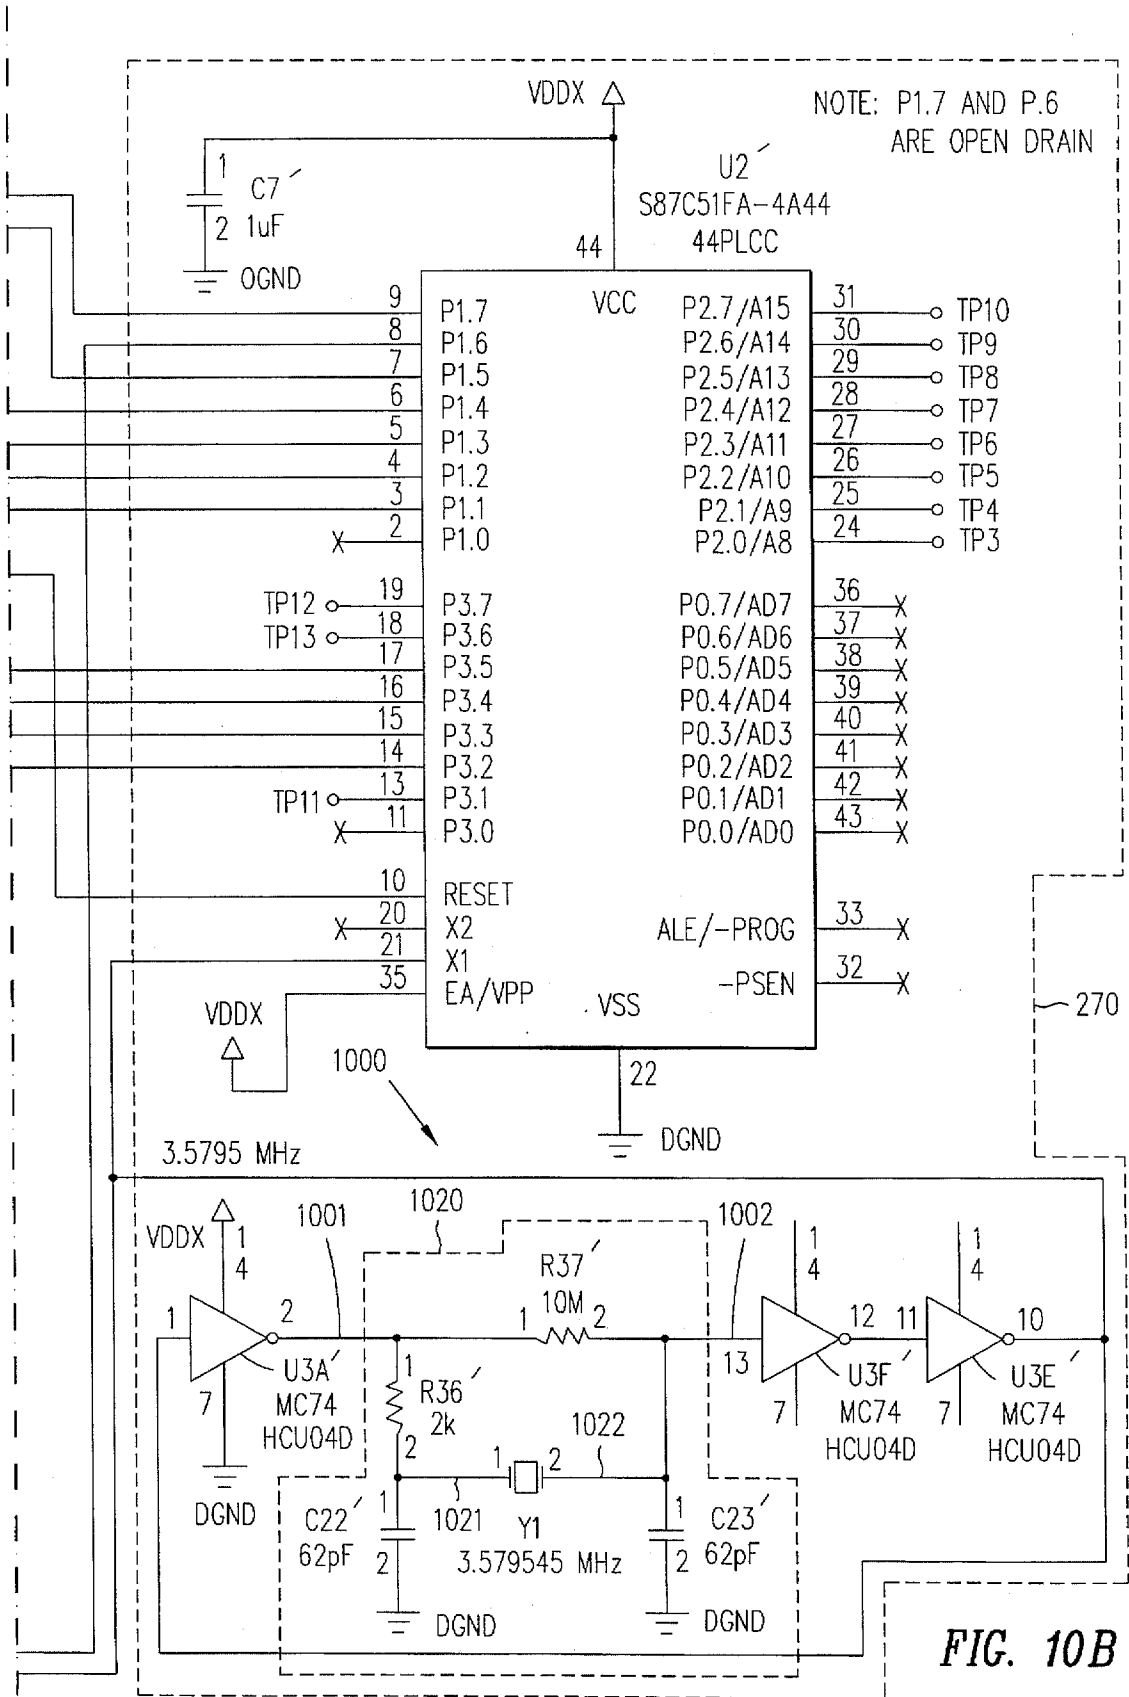 VDDX
NOTE: P1.7 AND P.6
ARE OPEN DRAIN
1
C7'
2 1uF
OGND
U2'
S87C51FA-4A44
44PLCC
44
VCC
9 P1.7
8 P1.6
7 P1.5
6 P1.4
5 P1.3
4 P1.2
3 P1.1
X 2 P1.0
TP12 19 P3.7
TP13 18 P3.6
17 P3.5
16 P3.4
15 P3.3
14 P3.2
TP11 13 P3.1
X 11 P3.0
10 RESET
X 20 X2
21 X1
35 EA/VPP
P2.7/A15 31 TP10
P2.6/A14 30 TP9
P2.5/A13 29 TP8
P2.4/A12 28 TP7
P2.3/A11 27 TP6
P2.2/A10 26 TP5
P2.1/A9 25 TP4
P2.0/A8 24 TP3
P0.7/AD7 36 X
P0.6/AD6 37 X
P0.5/AD5 38 X
P0.4/AD4 39 X
P0.3/AD3 40 X
P0.2/AD2 41 X
P0.1/AD1 42 X
P0.0/AD0 43 X
ALE/-PROG 33 X
-PSEN 32 X
VSS
22
DGND
270
VDDX
1000
3.5795 MHz
VDDX
1
4
1001
1020
1002
1 2
U3A'
MC74
HCU04D
7
DGND
R37'
10M
1 2
1
R36'
2k
2
1 2
1021
1022
Y1
3.579545 MHz
1
C22'
62pF
2
DGND
1
C23'
62pF
2
DGND
1
4
13 12
U3F'
MC74
HCU04D
7
1
4
11 10
U3E'
MC74
HCU04D
7
FIG. 10B